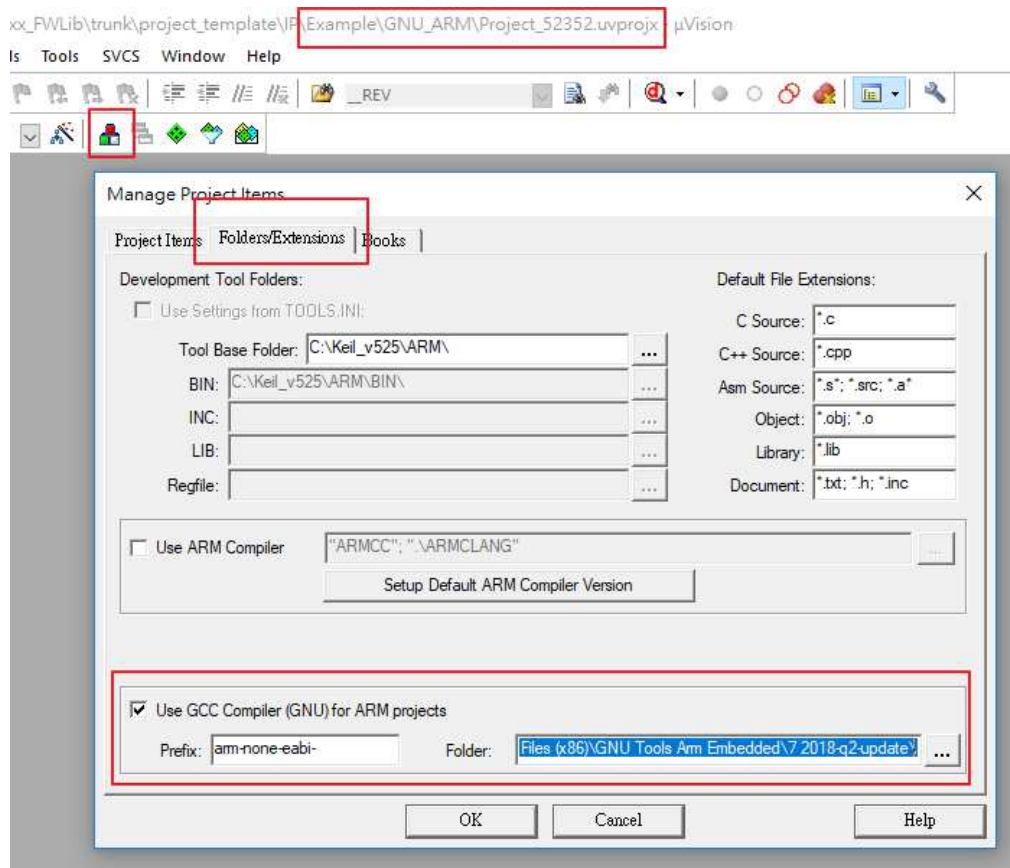 xx_FWLib\trunk\project_template\IP\Example\GNU_ARM\Project_52352.uvprojx - µVision
ls Tools SVCS Window Help
__REV
Manage Project Items
Project Items Folders/Extensions Books
Development Tool Folders:
Default File Extensions:
Use Settings from TOOLS.INI:
C Source: *.c
Tool Base Folder: C:\Keil_v525\ARM\ ...
C++ Source: *.cpp
BIN: C:\Keil_v525\ARM\BIN\ ...
Asm Source: *.s*; *.src; *.a*
INC: ...
Object: *.obj; *.o
LIB: ...
Library: *.lib
Regfile: ...
Document: *.txt; *.h; *.inc
Use ARM Compiler "ARMCC"; ".\ARMCLANG" ...
Setup Default ARM Compiler Version
Use GCC Compiler (GNU) for ARM projects
Prefix: arm-none-eabi- Folder: Files (x86)\GNU Tools Arm Embedded\7 2018-q2-update\ ...
OK Cancel Help